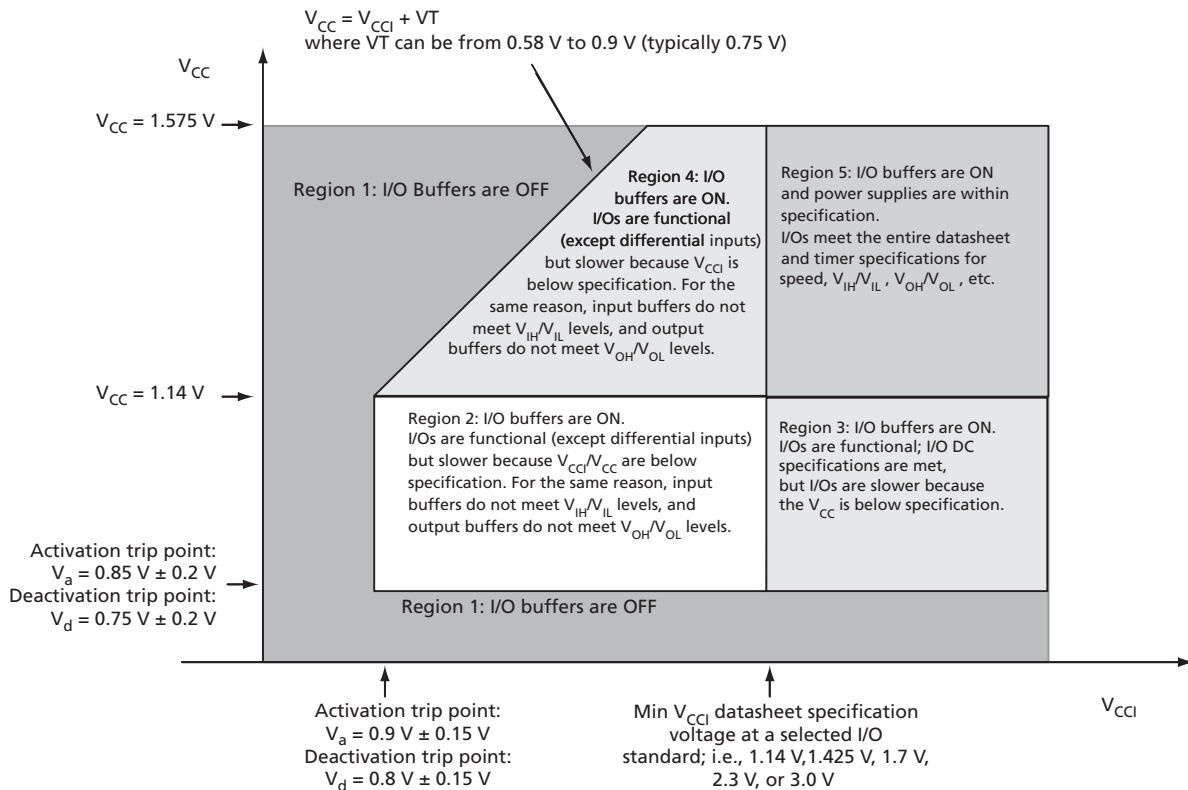 V_CC = V_CCI + VT
where VT can be from 0.58 V to 0.9 V (typically 0.75 V)
V_CC
V_CC = 1.575 V
Region 1: I/O Buffers are OFF
Region 4: I/O
buffers are ON.
I/Os are functional
(except differential inputs)
but slower because V_CCI is
below specification. For the
same reason, input buffers do not
meet V_IH/V_IL levels, and output
buffers do not meet V_OH/V_OL levels.
Region 5: I/O buffers are ON
and power supplies are within
specification.
I/Os meet the entire datasheet
and timer specifications for
speed, V_IH/V_IL , V_OH/V_OL , etc.
V_CC = 1.14 V
Region 2: I/O buffers are ON.
I/Os are functional (except differential inputs)
but slower because V_CCI/V_CC are below
specification. For the same reason, input
buffers do not meet V_IH/V_IL levels, and
output buffers do not meet V_OH/V_OL levels.
Region 3: I/O buffers are ON.
I/Os are functional; I/O DC
specifications are met,
but I/Os are slower because
the V_CC is below specification.
Activation trip point:
V_a = 0.85 V ± 0.2 V
Deactivation trip point:
V_d = 0.75 V ± 0.2 V
Region 1: I/O buffers are OFF
Activation trip point:
V_a = 0.9 V ± 0.15 V
Deactivation trip point:
V_d = 0.8 V ± 0.15 V
Min V_CCI datasheet specification
voltage at a selected I/O
standard; i.e., 1.14 V,1.425 V, 1.7 V,
2.3 V, or 3.0 V
V_CCI